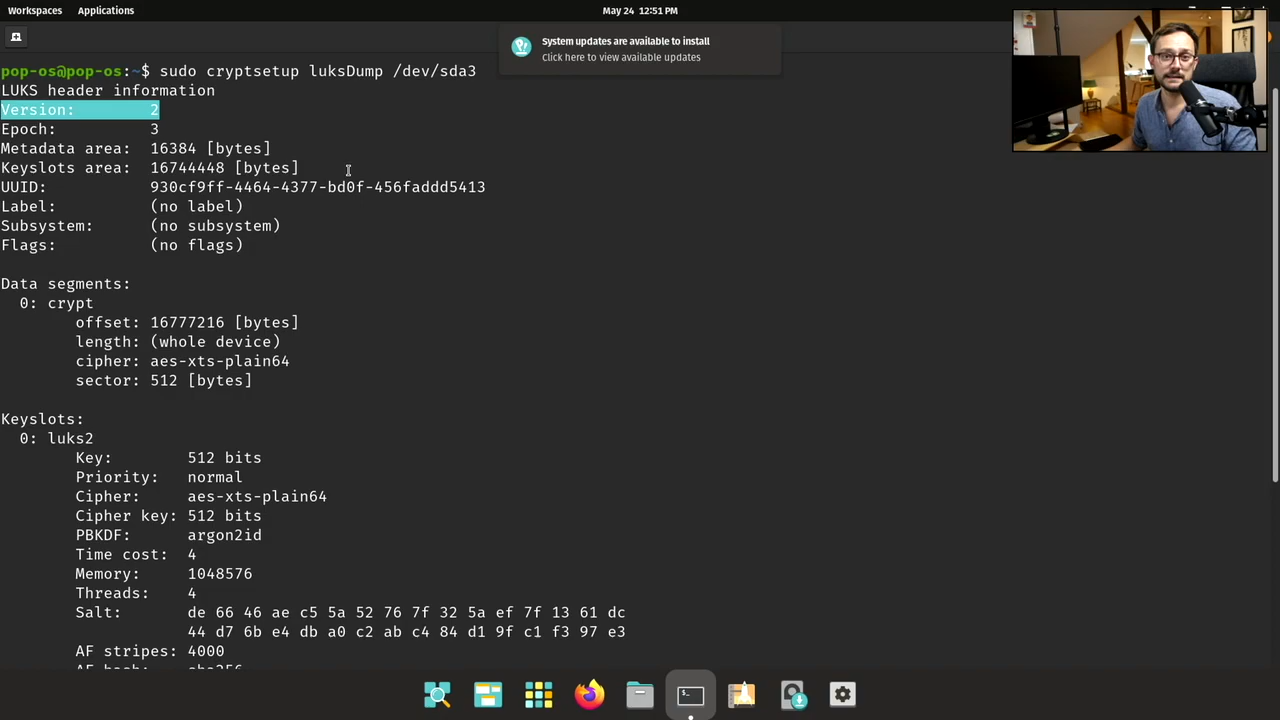 Workspaces Applications May 24 12:51 PM
System updates are available to install
Click here to view available updates
pop-os@pop-os:~$ sudo cryptsetup luksDump /dev/sda3
LUKS header information
Version: 2
Epoch: 3
Metadata area: 16384 [bytes]
Keyslots area: 16744448 [bytes]
UUID: 930cf9ff-4464-4377-bd0f-456faddd5413
Label: (no label)
Subsystem: (no subsystem)
Flags: (no flags)
Data segments:
0: crypt
offset: 16777216 [bytes]
length: (whole device)
cipher: aes-xts-plain64
sector: 512 [bytes]
Keyslots:
0: luks2
Key: 512 bits
Priority: normal
Cipher: aes-xts-plain64
Cipher key: 512 bits
PBKDF: argon2id
Time cost: 4
Memory: 1048576
Threads: 4
Salt: de 66 46 ae c5 5a 52 76 7f 32 5a ef 7f 13 61 dc
44 d7 6b e4 db a0 c2 ab c4 84 d1 9f c1 f3 97 e3
AF stripes: 4000